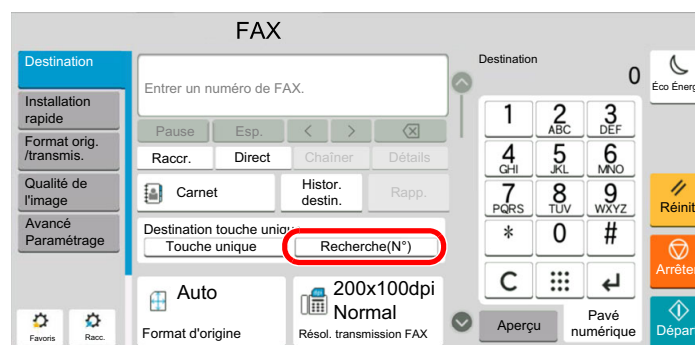 FAX
Destination
Installation
rapide
Format orig.
/transmis.
Qualité de
l'image
Avancé
Paramétrage
Favoris
Racc.
Entrer un numéro de FAX.
Pause
Esp.
<
>
Raccr.
Direct
Chaîner
Détails
Carnet
Histor.
destin.
Rapp.
Destination touche uniqu
Touche
unique
Recherche(N°)
Auto
Format d'origine
200x100dpi
Normal
Résol. transmission FAX
Destination
0
1
2
ABC
3
DEF
4
GHI
5
JKL
6
MNO
7
PQRS
8
TUV
9
WXYZ
*
0
#
C
Aperçu
Pavé
numérique
Éco Énerg
Réinit
Arrêter
Départ